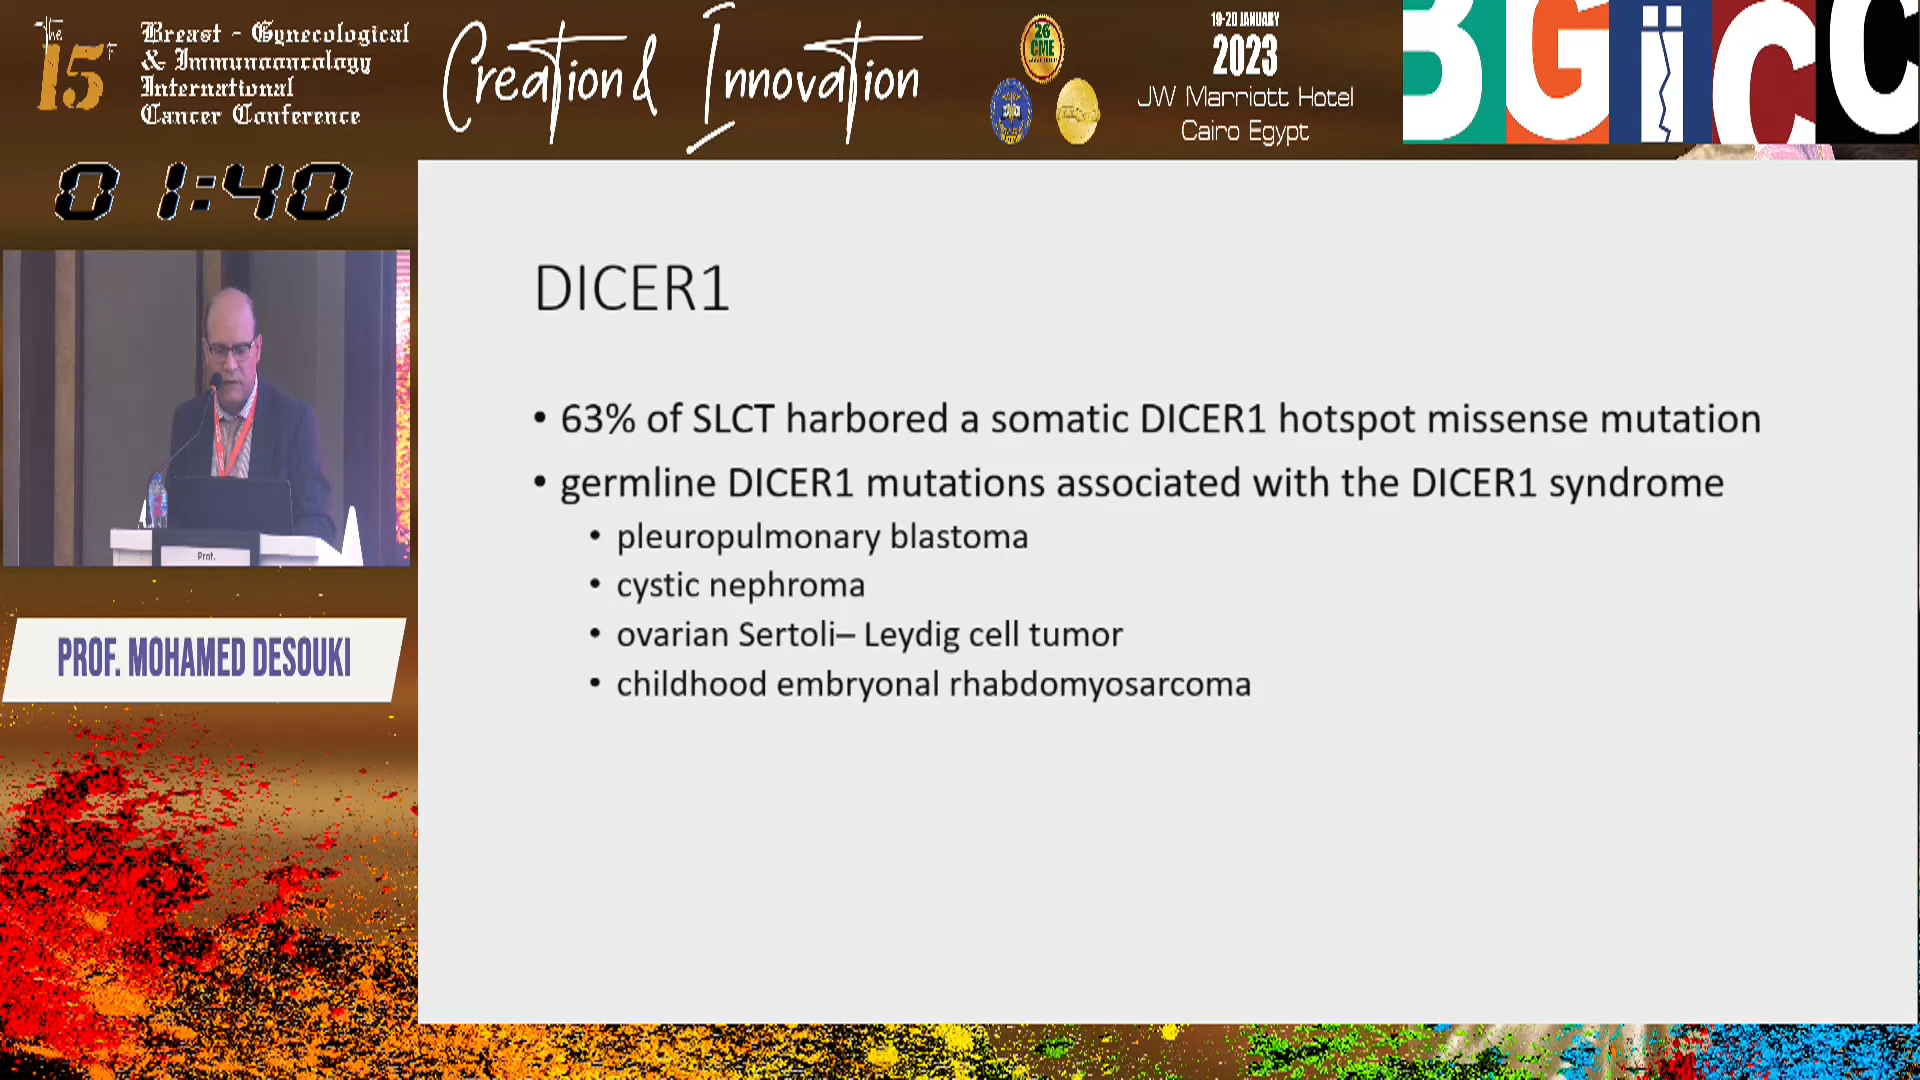 The
15th
Breast - Gynecological
& Immunooncology
International
Cancer Conference
Creation & Innovation
26
CME
19-20 JANUARY
2023
JW Marriott Hotel
Cairo Egypt
BGiCC
01:40
DICER1
• 63% of SLCT harbored a somatic DICER1 hotspot missense mutation
• germline DICER1 mutations associated with the DICER1 syndrome
• pleuropulmonary blastoma
• cystic nephroma
• ovarian Sertoli– Leydig cell tumor
• childhood embryonal rhabdomyosarcoma
Prof.
PROF. MOHAMED DESOUKI